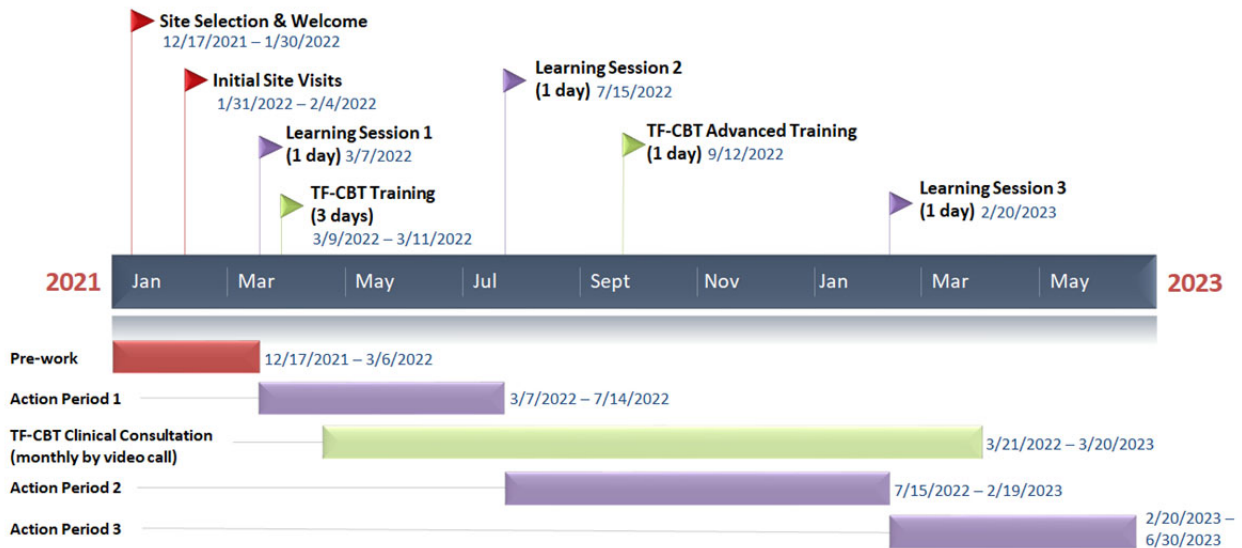 Site Selection & Welcome
12/17/2021 – 1/30/2022
Initial Site Visits
1/31/2022 – 2/4/2022
Learning Session 1
(1 day) 3/7/2022
TF-CBT Training
(3 days)
3/9/2022 – 3/11/2022
Learning Session 2
(1 day) 7/15/2022
TF-CBT Advanced Training
(1 day) 9/12/2022
Learning Session 3
(1 day) 2/20/2023
2021 Jan Mar May Jul Sept Nov Jan Mar May 2023
Pre-work 12/17/2021 – 3/6/2022
Action Period 1 3/7/2022 – 7/14/2022
TF-CBT Clinical Consultation
(monthly by video call) 3/21/2022 – 3/20/2023
Action Period 2 7/15/2022 – 2/19/2023
Action Period 3 2/20/2023 –
6/30/2023